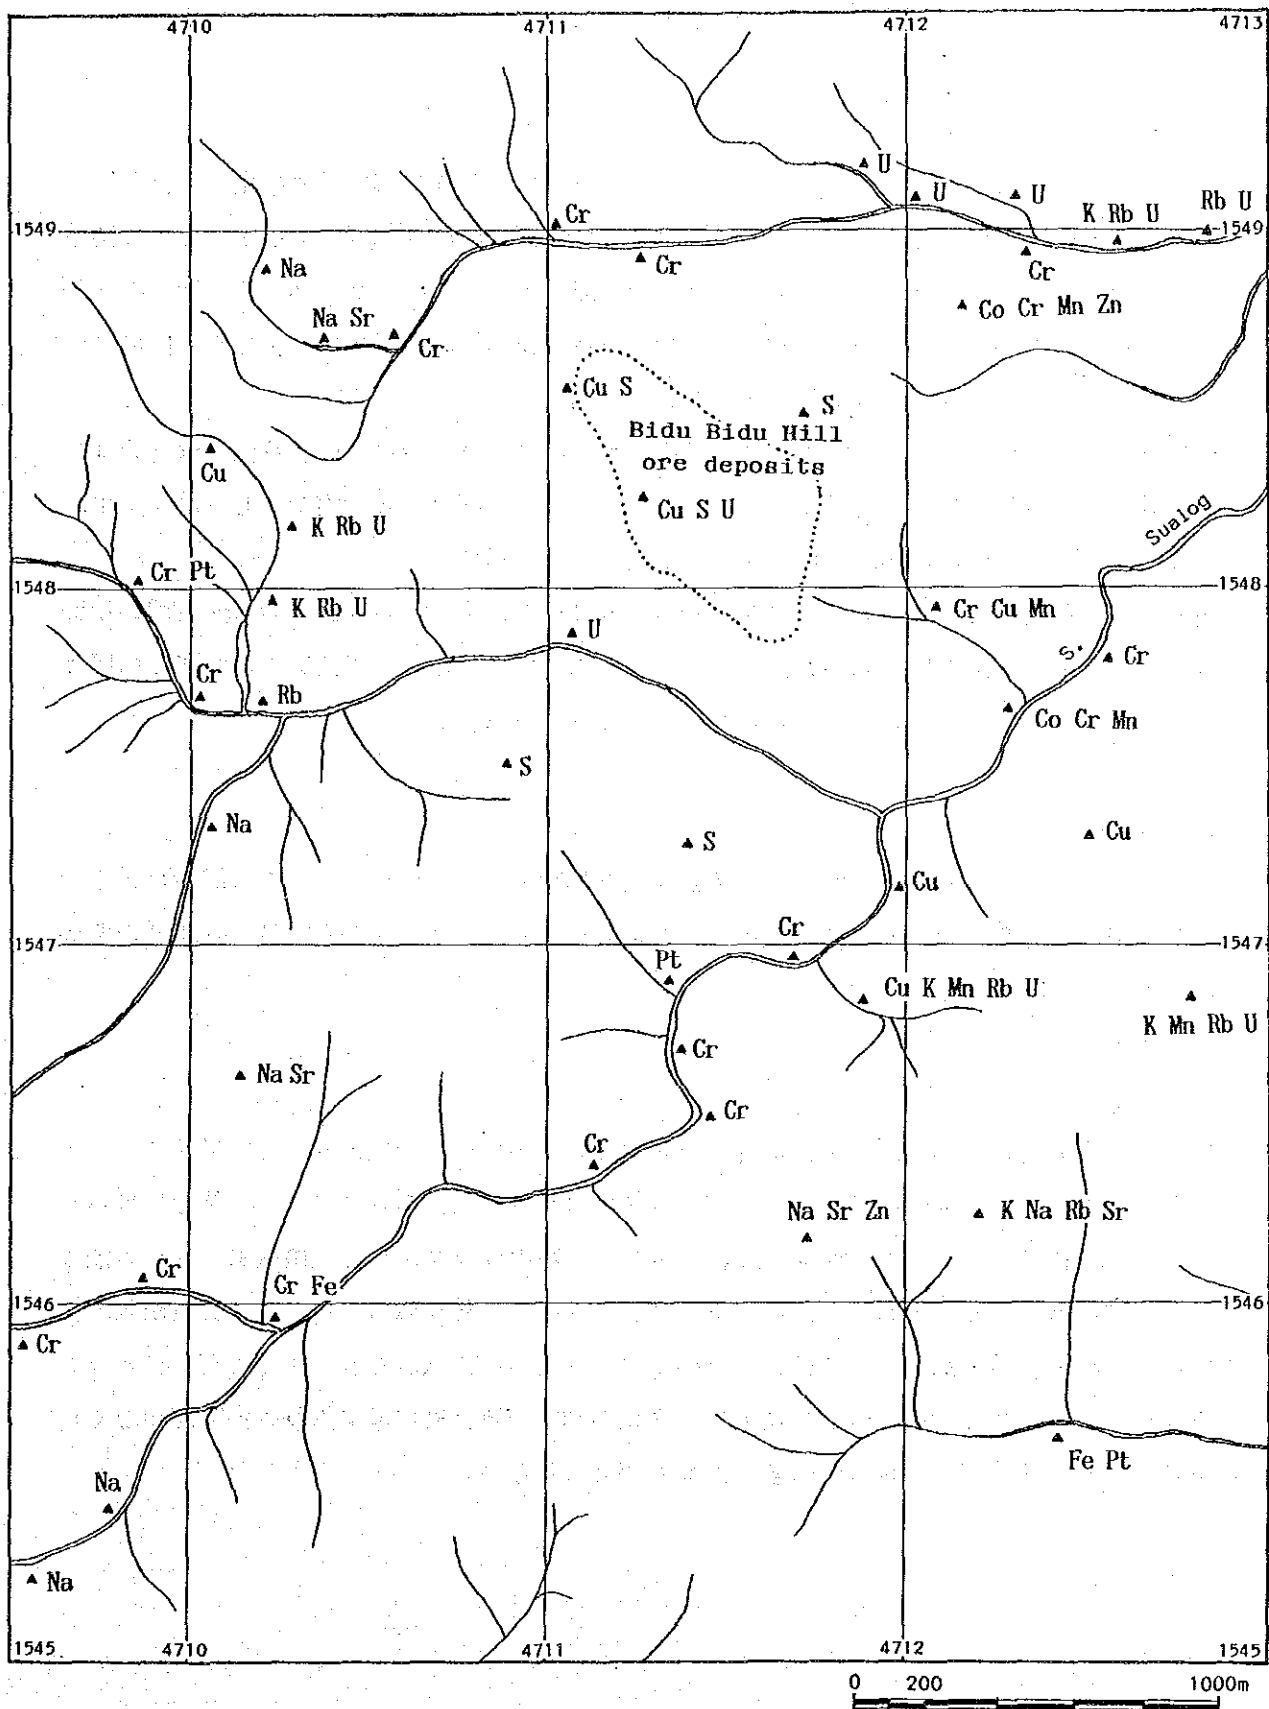 4710 4711 4712 4713
U
U U
K Rb U
Rb U
Cr
1549 1549
Cr Cr
Na
Co Cr Mn Zn
Na Sr
Cr
Cu S
S
Bidu Bidu Hill
ore deposits
Cu
Cu S U
K Rb U
Sualog
Cr Pt
1548 1548
K Rb U
Cr Cu Mn
U
S.
Cr
Cr
Rb
Co Cr Mn
S
Na
S
Cu
Cu
Cr
1547 1547
Pt
Cu K Mn Rb U
K Mn Rb U
Cr
Na Sr
Cr
Cr
Na Sr Zn
K Na Rb Sr
Cr
Cr Fe
1546 1546
Cr
Fe Pt
Na
Na
1545 4710 4711 4712 1545
0 200 1000m